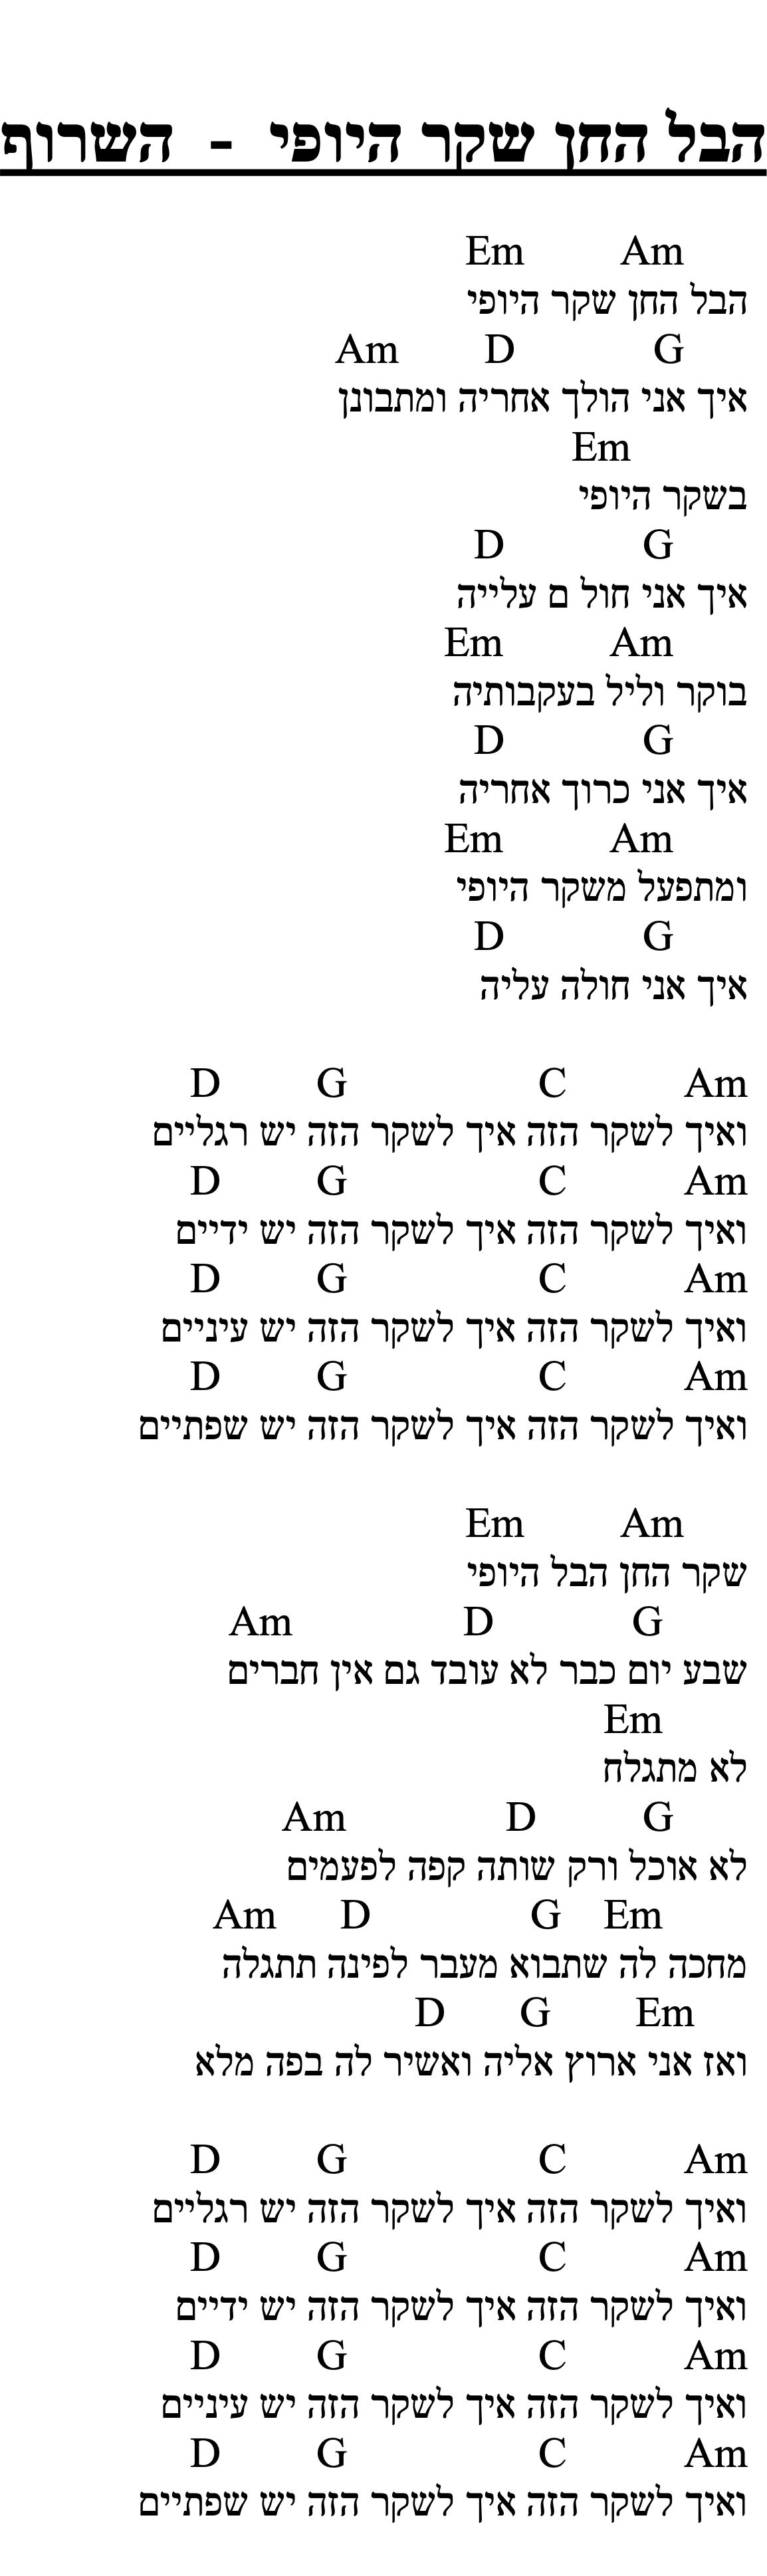 הבל החן שקר היופי - השרוף
Em Am
הבל החן שקר היופי
Am D G
איך אני הולך אחריה ומתבונן
Em
בשקר היופי
D G
איך אני חול ם עלייה
Em Am
בוקר וליל בעקבותיה
D G
איך אני כרוך אחריה
Em Am
ומתפעל משקר היופי
D G
איך אני חולה עליה
D G C Am
ואיך לשקר הזה איך לשקר הזה יש רגליים
D G C Am
ואיך לשקר הזה איך לשקר הזה יש ידיים
D G C Am
ואיך לשקר הזה איך לשקר הזה יש עיניים
D G C Am
ואיך לשקר הזה איך לשקר הזה יש שפתיים
Em Am
שקר החן הבל היופי
Am D G
שבע יום כבר לא עובד גם אין חברים
Em
לא מתגלח
Am D G
לא אוכל ורק שותה קפה לפעמים
Am D G Em
מחכה לה שתבוא מעבר לפינה תתגלה
D G Em
ואז אני ארוץ אליה ואשיר לה בפה מלא
D G C Am
ואיך לשקר הזה איך לשקר הזה יש רגליים
D G C Am
ואיך לשקר הזה איך לשקר הזה יש ידיים
D G C Am
ואיך לשקר הזה איך לשקר הזה יש עיניים
D G C Am
ואיך לשקר הזה איך לשקר הזה יש שפתיים